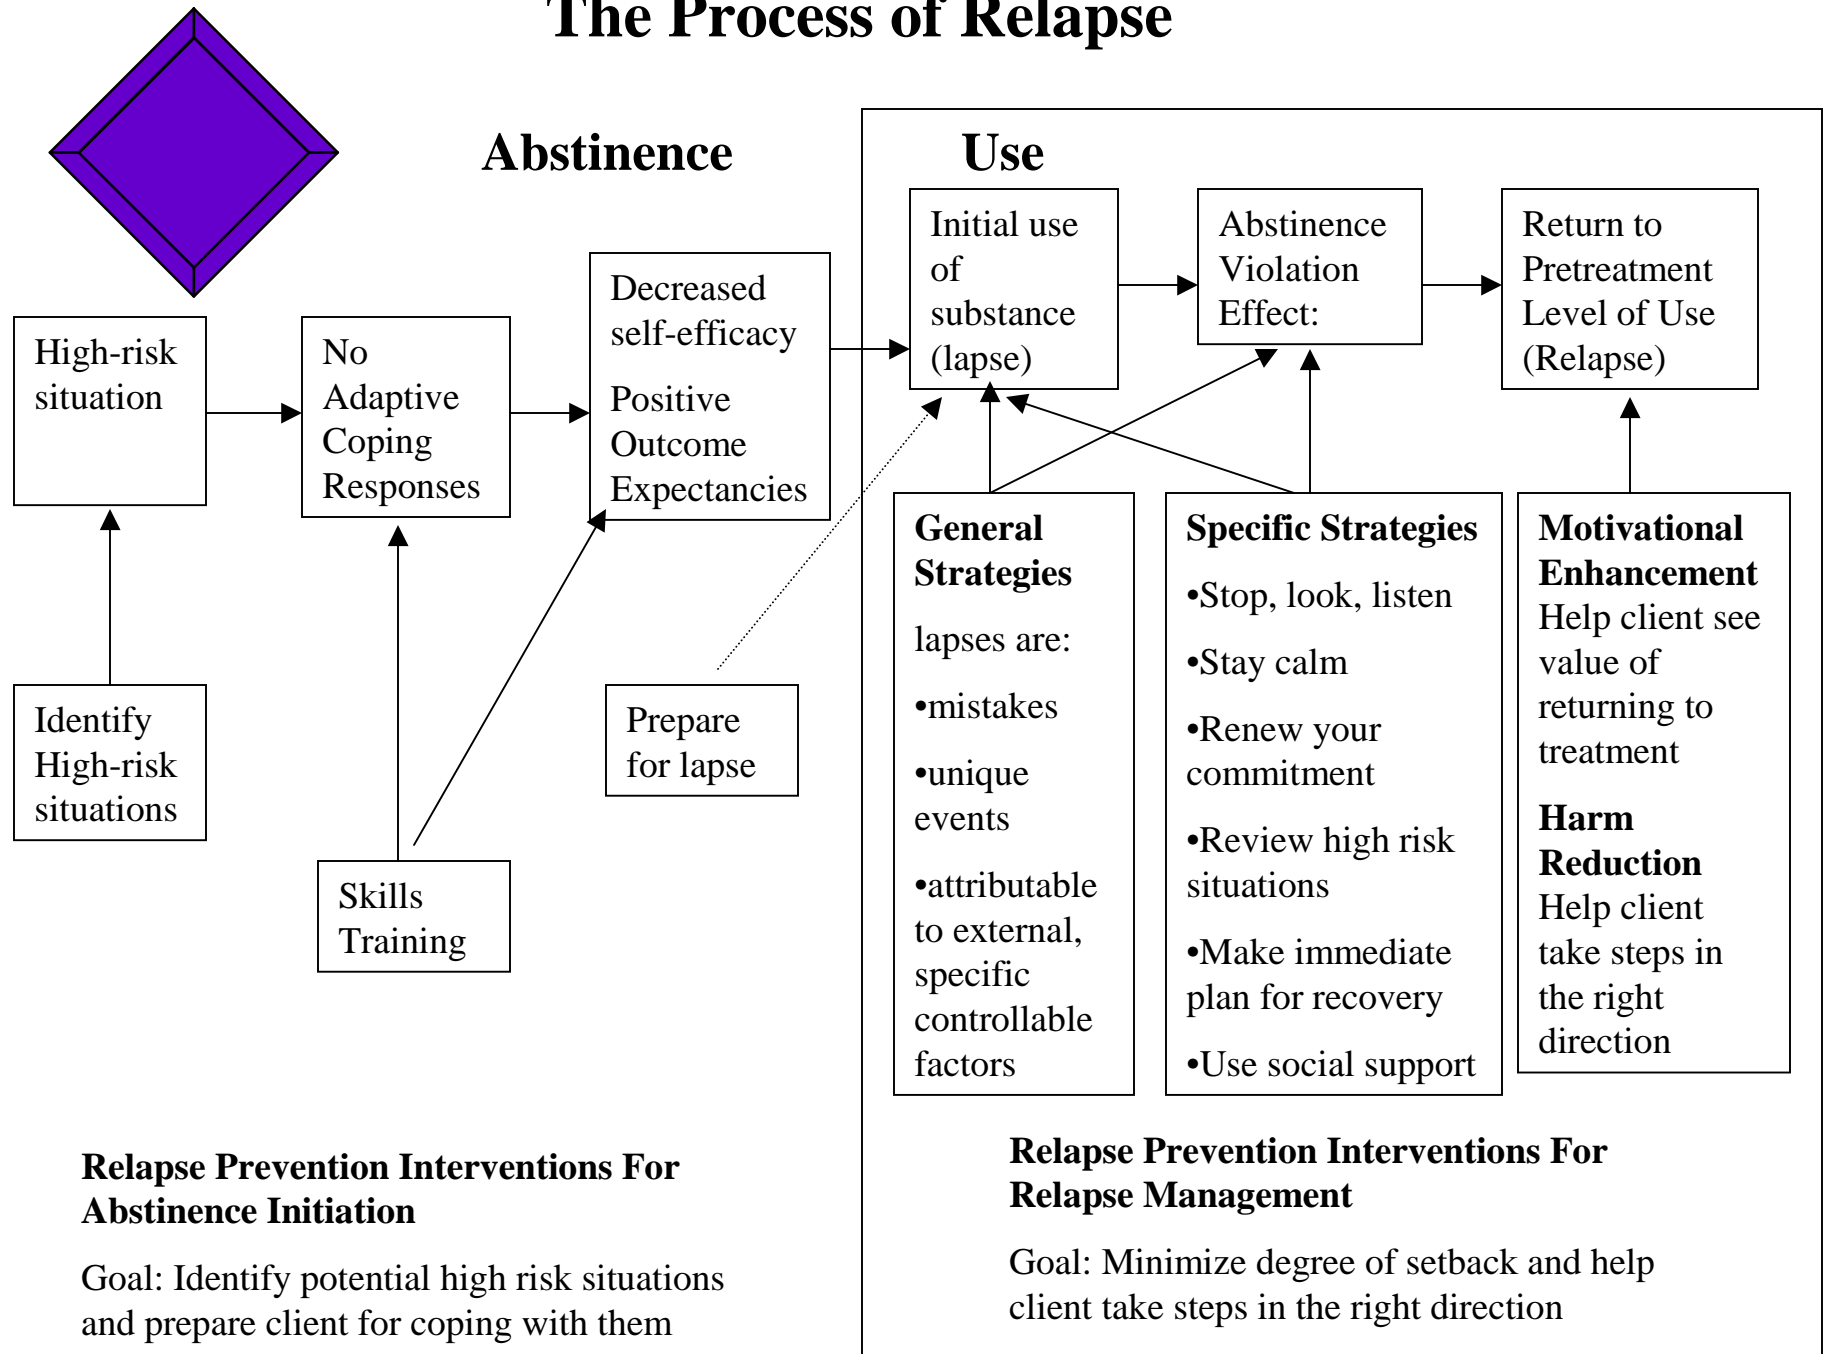 The Process of Relapse
Abstinence
Use
High-risk
situation
No
Adaptive
Coping
Responses
Decreased
self-efficacy
Positive
Outcome
Expectancies
Initial use
of
substance
(lapse)
Abstinence
Violation
Effect:
Return to
Pretreatment
Level of Use
(Relapse)
Identify
High-risk
situations
Skills
Training
Prepare
for lapse
General
Strategies
lapses are:
•mistakes
•unique
events
•attributable
to external,
specific
controllable
factors
Specific Strategies
•Stop, look, listen
•Stay calm
•Renew your
commitment
•Review high risk
situations
•Make immediate
plan for recovery
•Use social support
Motivational
Enhancement
Help client see
value of
returning to
treatment
Harm
Reduction
Help client
take steps in
the right
direction
Relapse Prevention Interventions For
Abstinence Initiation
Goal: Identify potential high risk situations
and prepare client for coping with them
Relapse Prevention Interventions For
Relapse Management
Goal: Minimize degree of setback and help
client take steps in the right direction